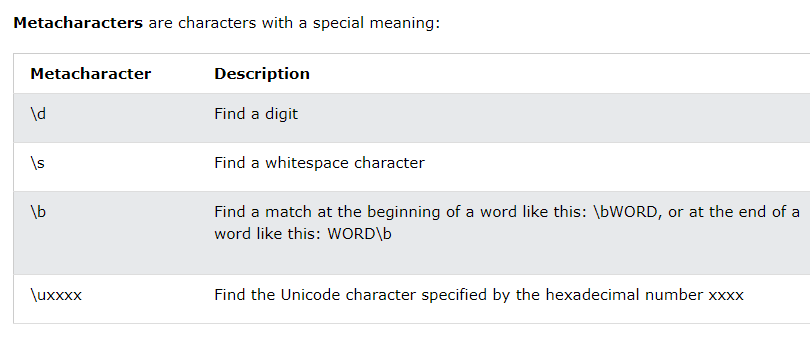 Metacharacters are characters with a special meaning:
Metacharacter Description
\d Find a digit
\s Find a whitespace character
\b Find a match at the beginning of a word like this: \bWORD, or at the end of a
word like this: WORD\b
\uxxxx Find the Unicode character specified by the hexadecimal number xxxx